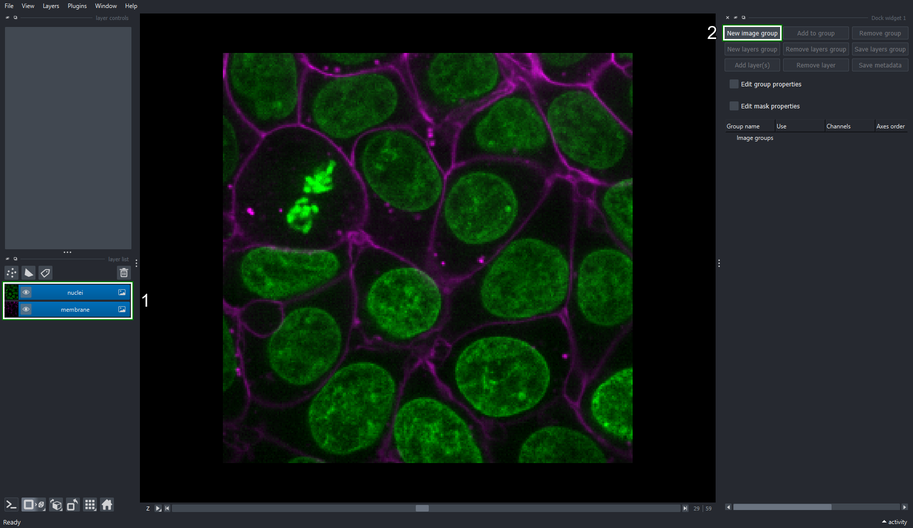 File View Layers Plugins Window Help
layer controls
Dock widget 1
2
New image group Add to group Remove group
New layers group Remove layers group Save layers group
Add layer(s) Remove layer Save metadata
Edit group properties
Edit mask properties
Group name Use Channels Axes order
Image groups
layer list
nuclei
membrane
1
Z 29 59
Ready
activity